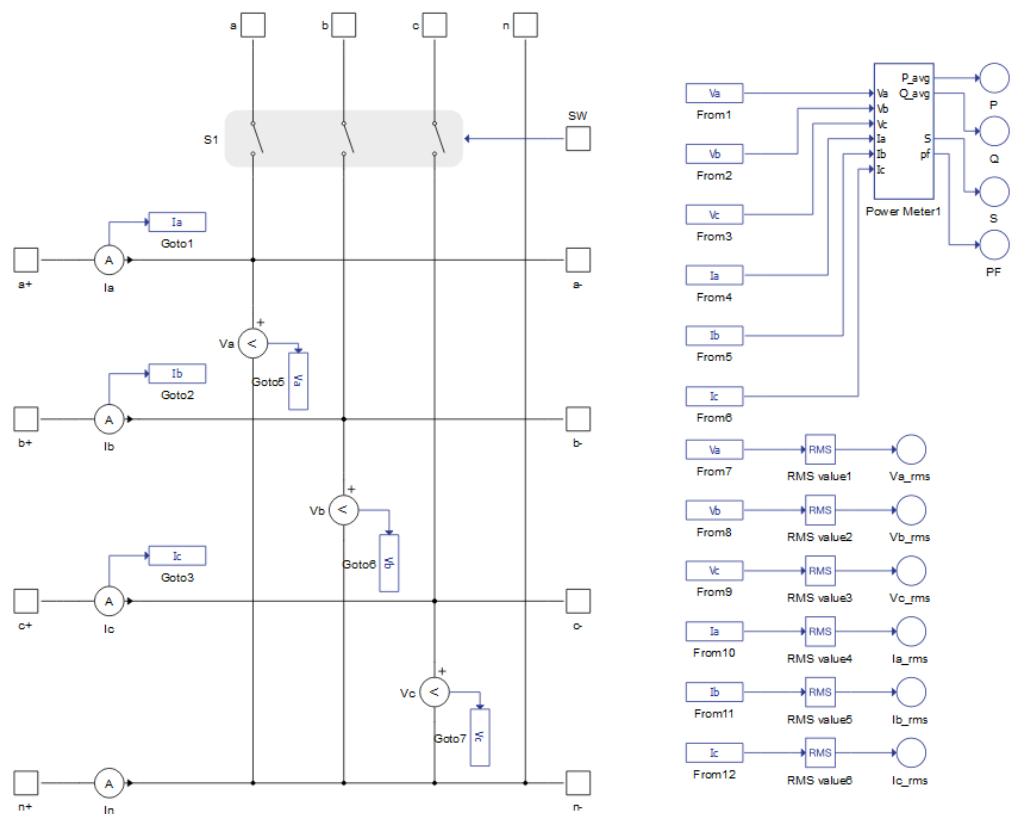 a
b
c
n
S1
SW
Ia
Goto1
A
a+
Ia
a-
+
Va
V
Va
Goto5
Ib
Goto2
A
b+
Ib
b-
+
Vb
V
Vb
Goto6
Ic
Goto3
A
c+
Ic
c-
+
Vc
V
Vc
Goto7
A
n+
In
n-
Va
From1
Vb
From2
Vc
From3
Ia
From4
Ib
From5
Ic
From6
Va
Vb
Vc
Ia
Ib
Ic
P_avg
Q_avg
S
pf
Power Meter1
P
Q
S
PF
Va
From7
RMS
RMS value1
Va_rms
Vb
From8
RMS
RMS value2
Vb_rms
Vc
From9
RMS
RMS value3
Vc_rms
Ia
From10
RMS
RMS value4
Ia_rms
Ib
From11
RMS
RMS value5
Ib_rms
Ic
From12
RMS
RMS value6
Ic_rms